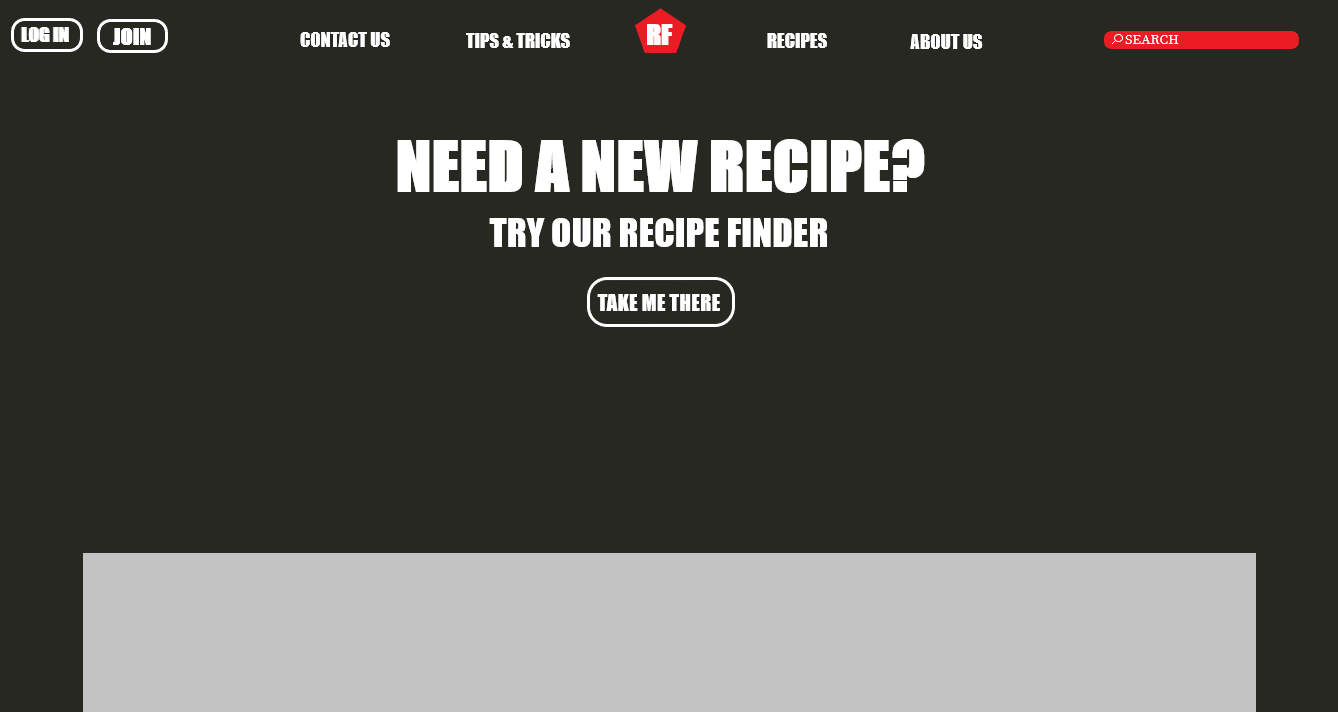 LOG IN
JOIN
CONTACT US
TIPS & TRICKS
RF
RECIPES
ABOUT US
SEARCH
NEED A NEW RECIPE?
TRY OUR RECIPE FINDER
TAKE ME THERE